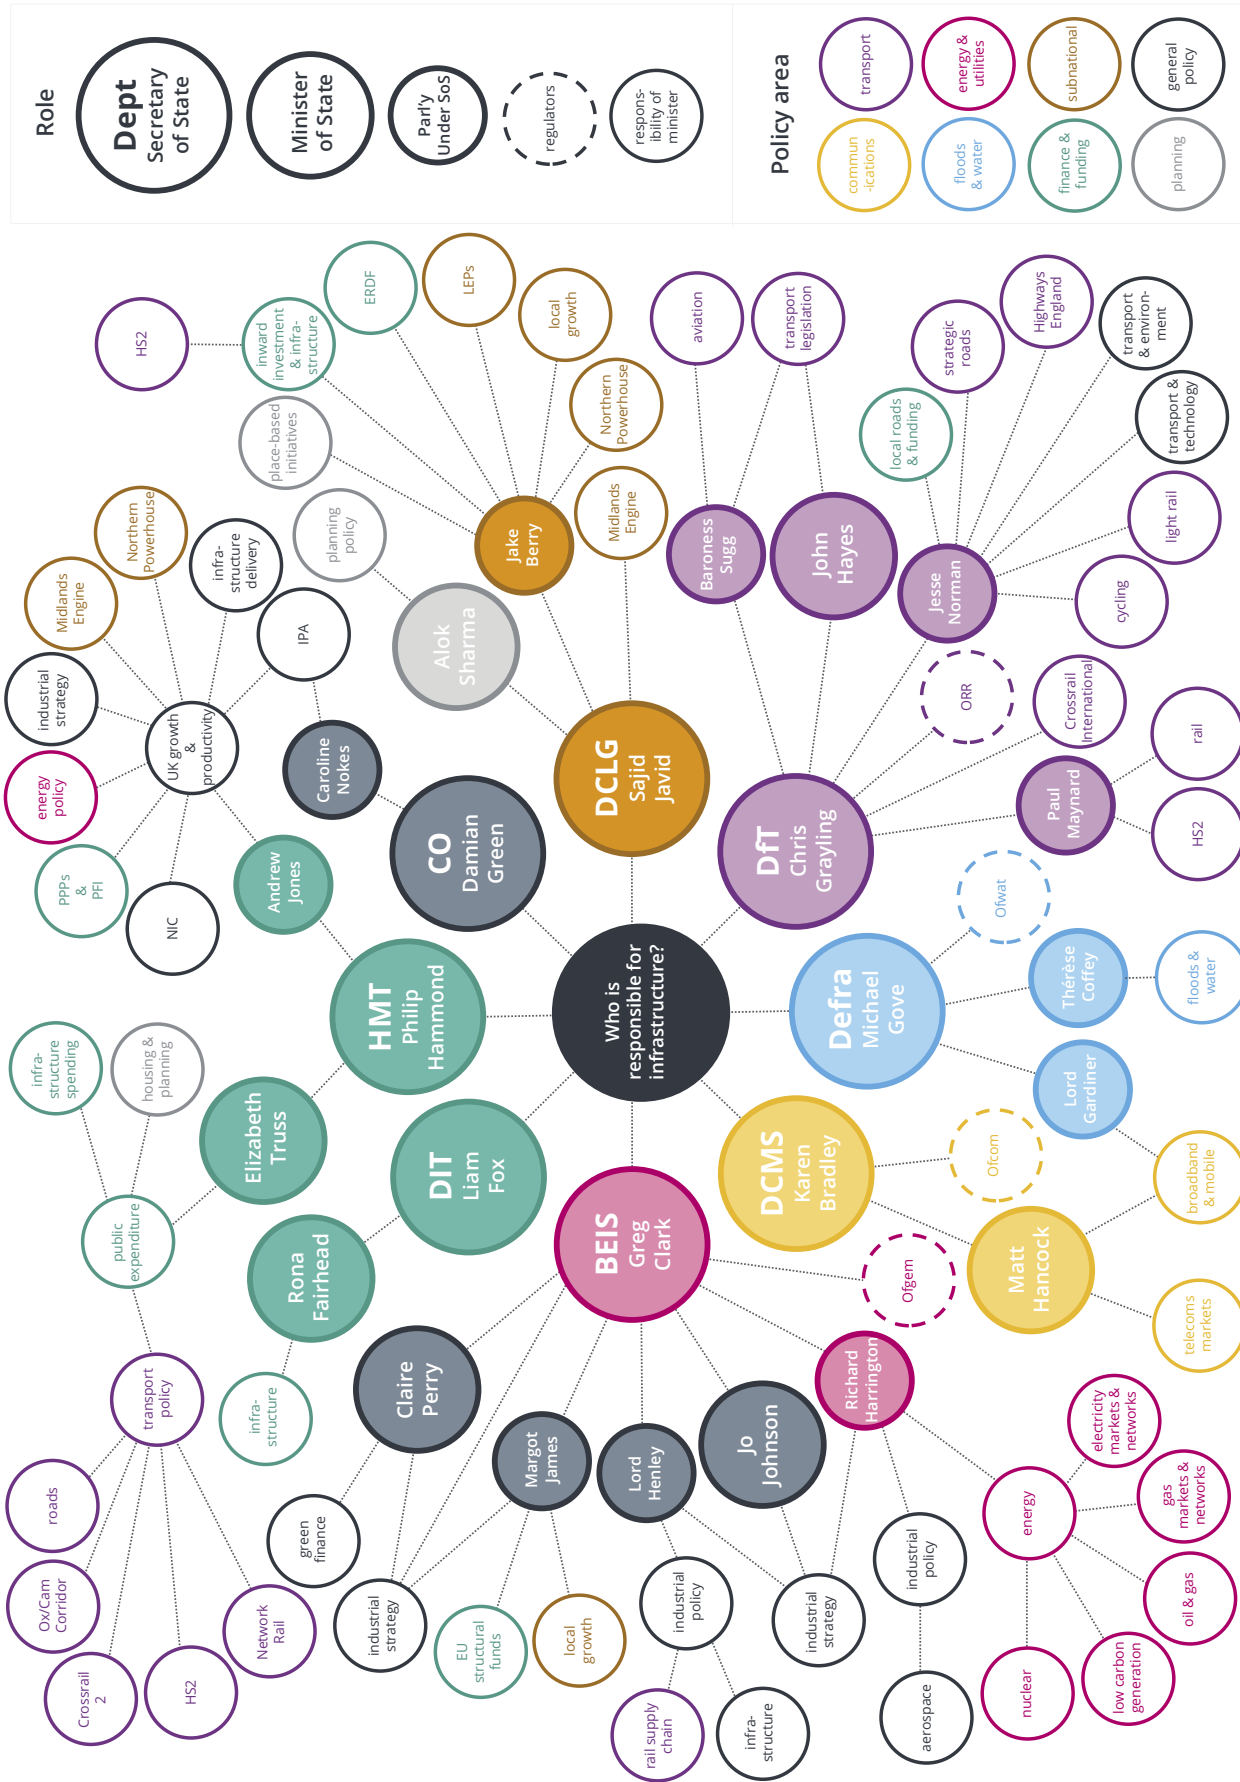 Role
Dept
Secretary
of State
Minister
of State
Parl'y
Under SoS
regulators
respons-
ibility of
minister
Policy area
transport
energy &
utilities
subnational
general
policy
commun
-ications
floods
& water
finance &
funding
planning
Who is
responsible for
infrastructure?
CO
Damian
Green
Caroline
Nokes
IPA
DCLG
Sajid
Javid
Alok
Sharma
planning
policy
Jake
Berry
place-based
initiatives
inward
investment
& infra-
structure
HS2
ERDF
LEPs
local
growth
Northern
Powerhouse
Midlands
Engine
DfT
Chris
Grayling
Baroness
Sugg
aviation
transport
legislation
John
Hayes
Jesse
Norman
local roads
& funding
strategic
roads
Highways
England
transport
& environ-
ment
transport &
technology
light rail
cycling
ORR
Crossrail
International
Paul
Maynard
rail
HS2
Defra
Michael
Gove
Ofwat
Thérèse
Coffey
floods &
water
Lord
Gardiner
broadband
& mobile
DCMS
Karen
Bradley
Ofcom
Matt
Hancock
telecoms
markets
BEIS
Greg
Clark
Ofgem
Richard
Harrington
energy
electricity
markets &
networks
gas
markets &
networks
oil & gas
low carbon
generation
nuclear
industrial
policy
aerospace
Jo
Johnson
industrial
strategy
Lord
Henley
industrial
policy
rail supply
chain
infra-
structure
Margot
James
local
growth
EU
structural
funds
industrial
strategy
Claire
Perry
green
finance
DIT
Liam
Fox
Rona
Fairhead
infra-
structure
HMT
Philip
Hammond
Elizabeth
Truss
public
expenditure
infra-
structure
spending
housing &
planning
transport
policy
roads
Ox/Cam
Corridor
Crossrail
2
HS2
Network
Rail
Andrew
Jones
UK growth
&
productivity
NIC
PPPs
&
PFI
energy
policy
industrial
strategy
Midlands
Engine
Northern
Powerhouse
infra-
structure
delivery